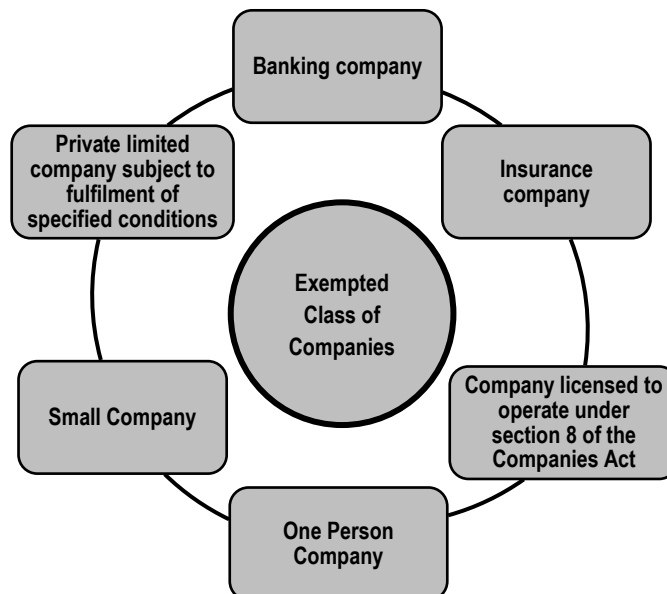 Banking company
Private limited
company subject to
fulfilment of
specified conditions
Insurance
company
Exempted
Class of
Companies
Small Company
Company licensed to
operate under
section 8 of the
Companies Act
One Person
Company